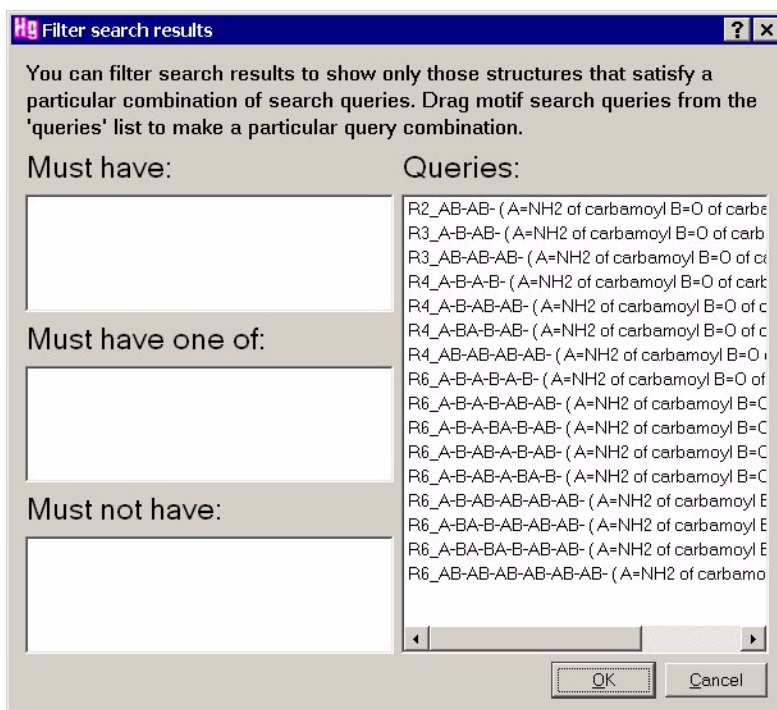 Hg Filter search results
? ×
You can filter search results to show only those structures that satisfy a
particular combination of search queries. Drag motif search queries from the
'queries' list to make a particular query combination.
Must have:
Must have one of:
Must not have:
Queries:
R2_AB-AB- ( A=NH2 of carbamoyl B=O of carba
R3_A-B-AB- ( A=NH2 of carbamoyl B=O of carb
R3_AB-AB-AB- ( A=NH2 of carbamoyl B=O of ca
R4_A-B-A-B- ( A=NH2 of carbamoyl B=O of carb
R4_A-B-AB-AB- ( A=NH2 of carbamoyl B=O of c
R4_A-BA-B-AB- ( A=NH2 of carbamoyl B=O of c
R4_AB-AB-AB-AB- ( A=NH2 of carbamoyl B=O
R6_A-B-A-B-A-B- ( A=NH2 of carbamoyl B=O of
R6_A-B-A-B-AB-AB- ( A=NH2 of carbamoyl B=O
R6_A-B-A-BA-B-AB- ( A=NH2 of carbamoyl B=O
R6_A-B-AB-A-B-AB- ( A=NH2 of carbamoyl B=O
R6_A-B-AB-A-BA-B- ( A=NH2 of carbamoyl B=O
R6_A-B-AB-AB-AB-AB- ( A=NH2 of carbamoyl B
R6_A-BA-B-AB-AB-AB- ( A=NH2 of carbamoyl B
R6_A-BA-BA-B-AB-AB- ( A=NH2 of carbamoyl B
R6_AB-AB-AB-AB-AB-AB- ( A=NH2 of carbamo
OK Cancel